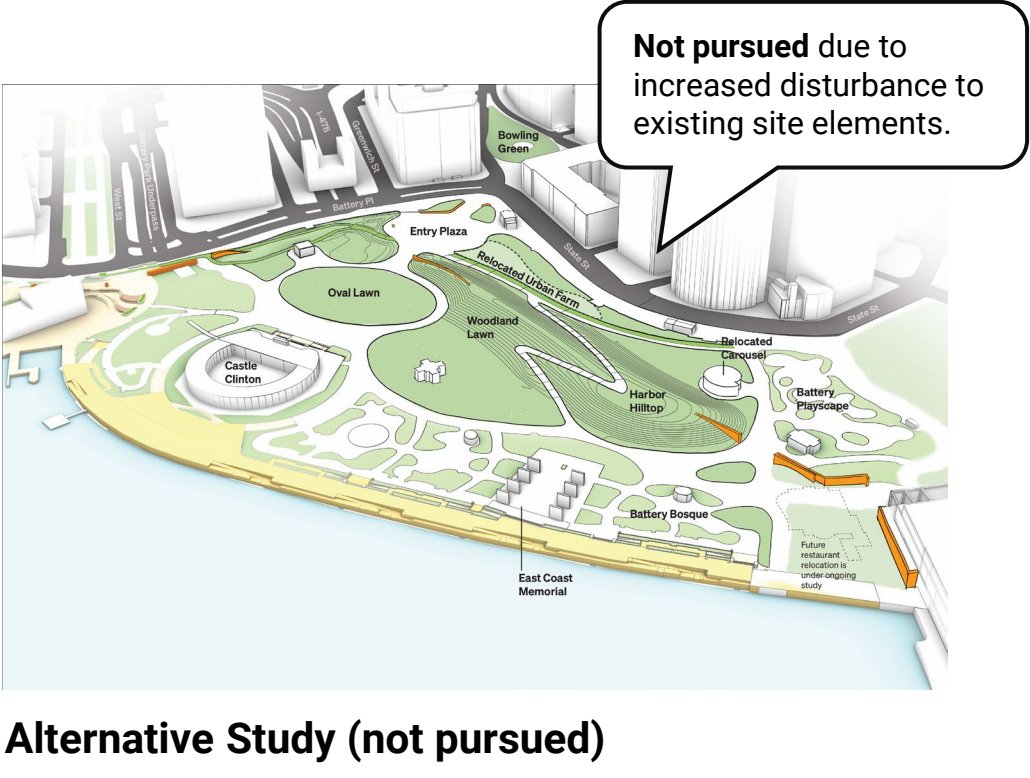 Not pursued due to
increased disturbance to
existing site elements.
I-478
Greenwich St
Bowling
Green
Battery Park Underpass
West St
Battery Pl
Entry Plaza
State St
Relocated Urban Farm
Oval Lawn
Woodland
Lawn
State St
Relocated
Carousel
Castle
Clinton
Harbor
Hilltop
Battery
Playscape
Battery Bosque
Future
restaurant
relocation is
under ongoing
study
East Coast
Memorial
Alternative Study (not pursued)